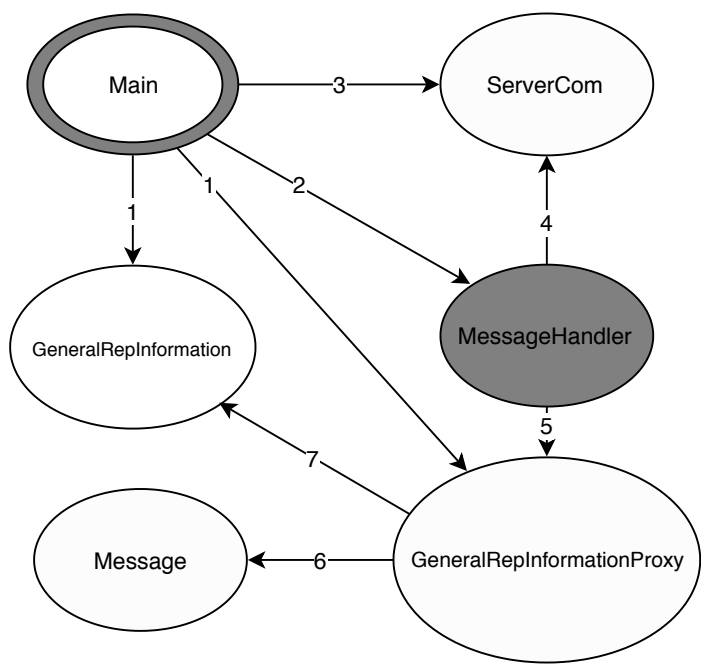 Main
3
ServerCom
1
1
2
4
GeneralRepInformation
MessageHandler
5
7
Message
6
GeneralRepInformationProxy